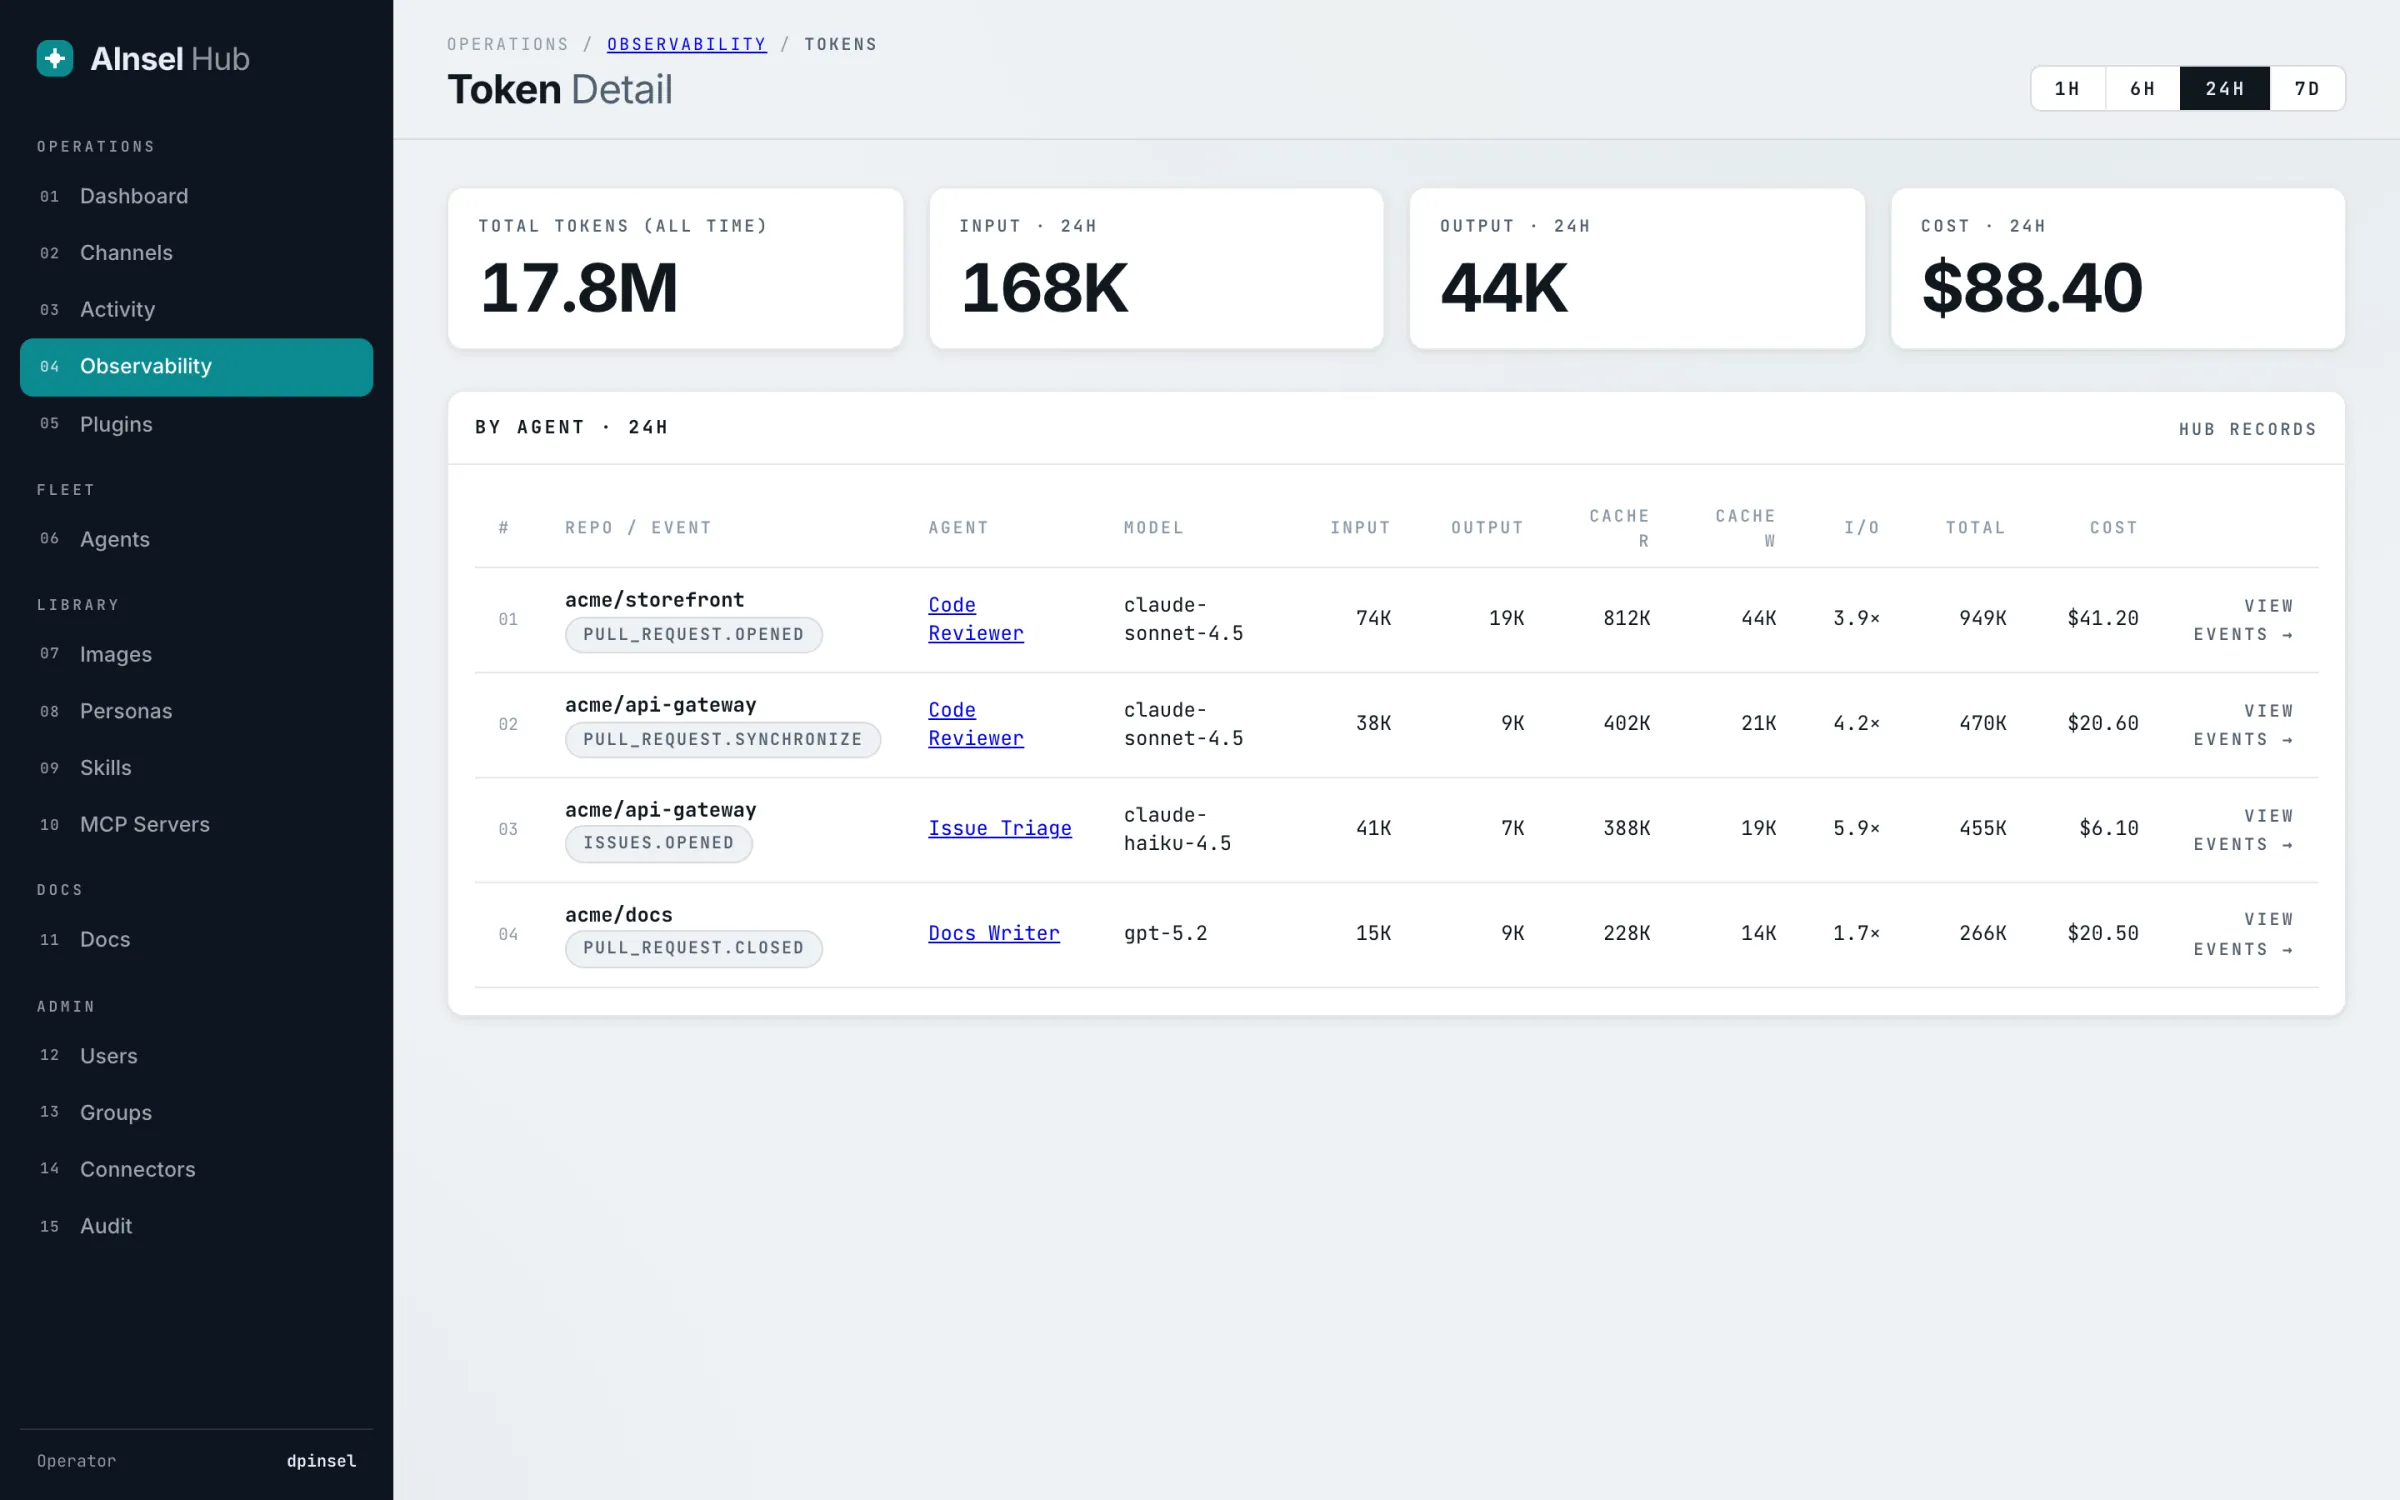 AInsel Hub
OPERATIONS
01 Dashboard
02 Channels
03 Activity
04 Observability
05 Plugins
FLEET
06 Agents
LIBRARY
07 Images
08 Personas
09 Skills
10 MCP Servers
DOCS
11 Docs
ADMIN
12 Users
13 Groups
14 Connectors
15 Audit
Operator dpinsel
OPERATIONS / OBSERVABILITY / TOKENS
Token Detail
1H 6H 24H 7D
TOTAL TOKENS (ALL TIME)
17.8M
INPUT · 24H
168K
OUTPUT · 24H
44K
COST · 24H
$88.40
BY AGENT · 24H
HUB RECORDS
# REPO / EVENT AGENT MODEL INPUT OUTPUT CACHE R CACHE W I/O TOTAL COST
01 acme/storefront PULL_REQUEST.OPENED Code Reviewer claude-sonnet-4.5 74K 19K 812K 44K 3.9× 949K $41.20 VIEW EVENTS →
02 acme/api-gateway PULL_REQUEST.SYNCHRONIZE Code Reviewer claude-sonnet-4.5 38K 9K 402K 21K 4.2× 470K $20.60 VIEW EVENTS →
03 acme/api-gateway ISSUES.OPENED Issue Triage claude-haiku-4.5 41K 7K 388K 19K 5.9× 455K $6.10 VIEW EVENTS →
04 acme/docs PULL_REQUEST.CLOSED Docs Writer gpt-5.2 15K 9K 228K 14K 1.7× 266K $20.50 VIEW EVENTS →